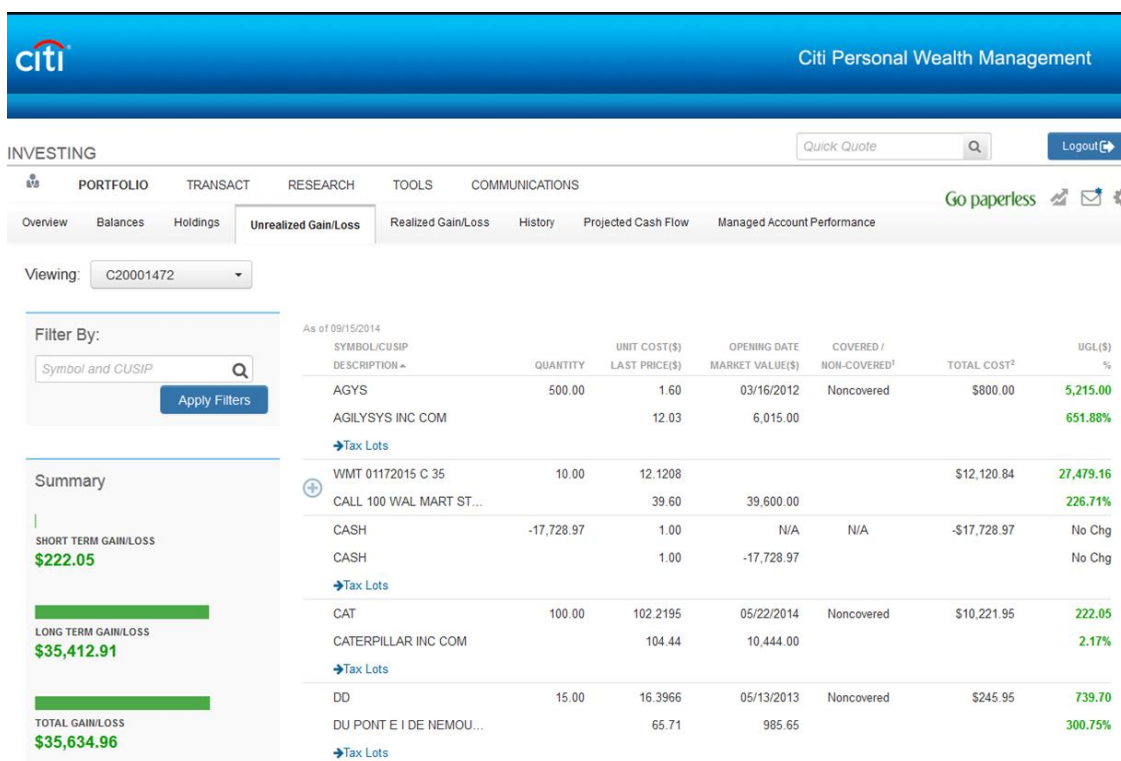 citi
Citi Personal Wealth Management
INVESTING
Quick Quote
Logout
PORTFOLIO TRANSACT RESEARCH TOOLS COMMUNICATIONS
Go paperless
Overview Balances Holdings Unrealized Gain/Loss Realized Gain/Loss History Projected Cash Flow Managed Account Performance
Viewing: C20001472
Filter By:
Symbol and CUSIP
Apply Filters
Summary
SHORT TERM GAIN/LOSS
$222.05
LONG TERM GAIN/LOSS
$35,412.91
TOTAL GAIN/LOSS
$35,634.96
As of 09/15/2014
SYMBOL/CUSIP UNIT COST($) OPENING DATE COVERED / UGL($)
DESCRIPTION QUANTITY LAST PRICE($) MARKET VALUE($) NON-COVERED1 TOTAL COST2 %
AGYS 500.00 1.60 03/16/2012 Noncovered $800.00 5,215.00
AGILYSYS INC COM 12.03 6,015.00 651.88%
Tax Lots
WMT 01172015 C 35 10.00 12.1208 $12,120.84 27,479.16
CALL 100 WAL MART ST... 39.60 39,600.00 226.71%
CASH -17,728.97 1.00 N/A N/A -$17,728.97 No Chg
CASH 1.00 -17,728.97 No Chg
Tax Lots
CAT 100.00 102.2195 05/22/2014 Noncovered $10,221.95 222.05
CATERPILLAR INC COM 104.44 10,444.00 2.17%
Tax Lots
DD 15.00 16.3966 05/13/2013 Noncovered $245.95 739.70
DU PONT E I DE NEMOU... 65.71 985.65 300.75%
Tax Lots